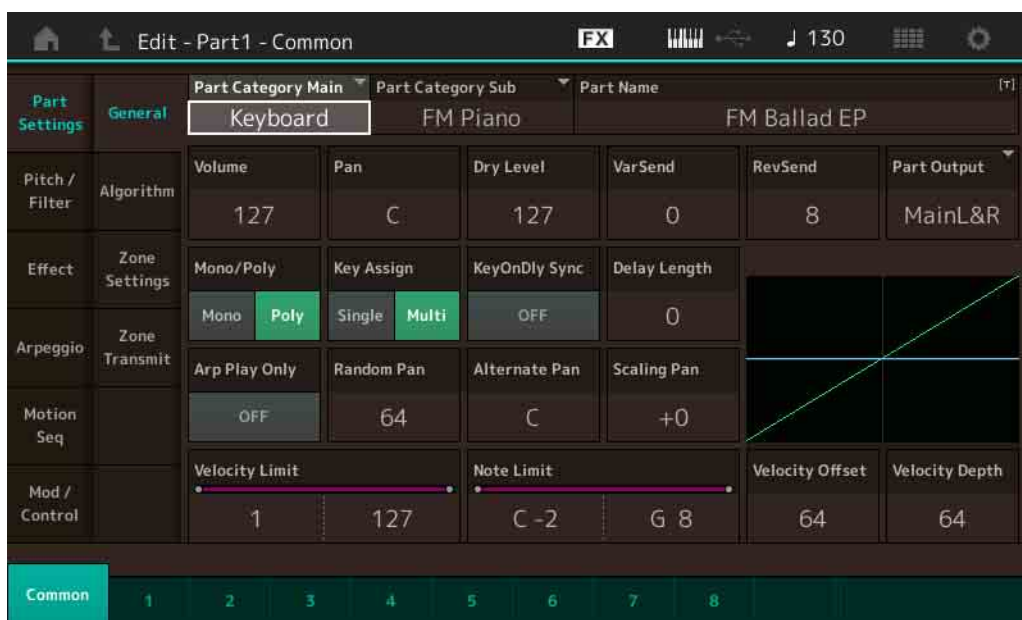 Edit - Part1 - Common
FX
♩ 130
Part Settings
Pitch / Filter
Effect
Arpeggio
Motion Seq
Mod / Control
General
Algorithm
Zone Settings
Zone Transmit
Part Category Main Part Category Sub Part Name [T]
Keyboard FM Piano FM Ballad EP
Volume Pan Dry Level VarSend RevSend Part Output
127 C 127 0 8 MainL&R
Mono/Poly Key Assign KeyOnDly Sync Delay Length
Mono Poly Single Multi OFF 0
Arp Play Only Random Pan Alternate Pan Scaling Pan
OFF 64 C +0
Velocity Limit Note Limit Velocity Offset Velocity Depth
1 127 C -2 G 8 64 64
Common 1 2 3 4 5 6 7 8